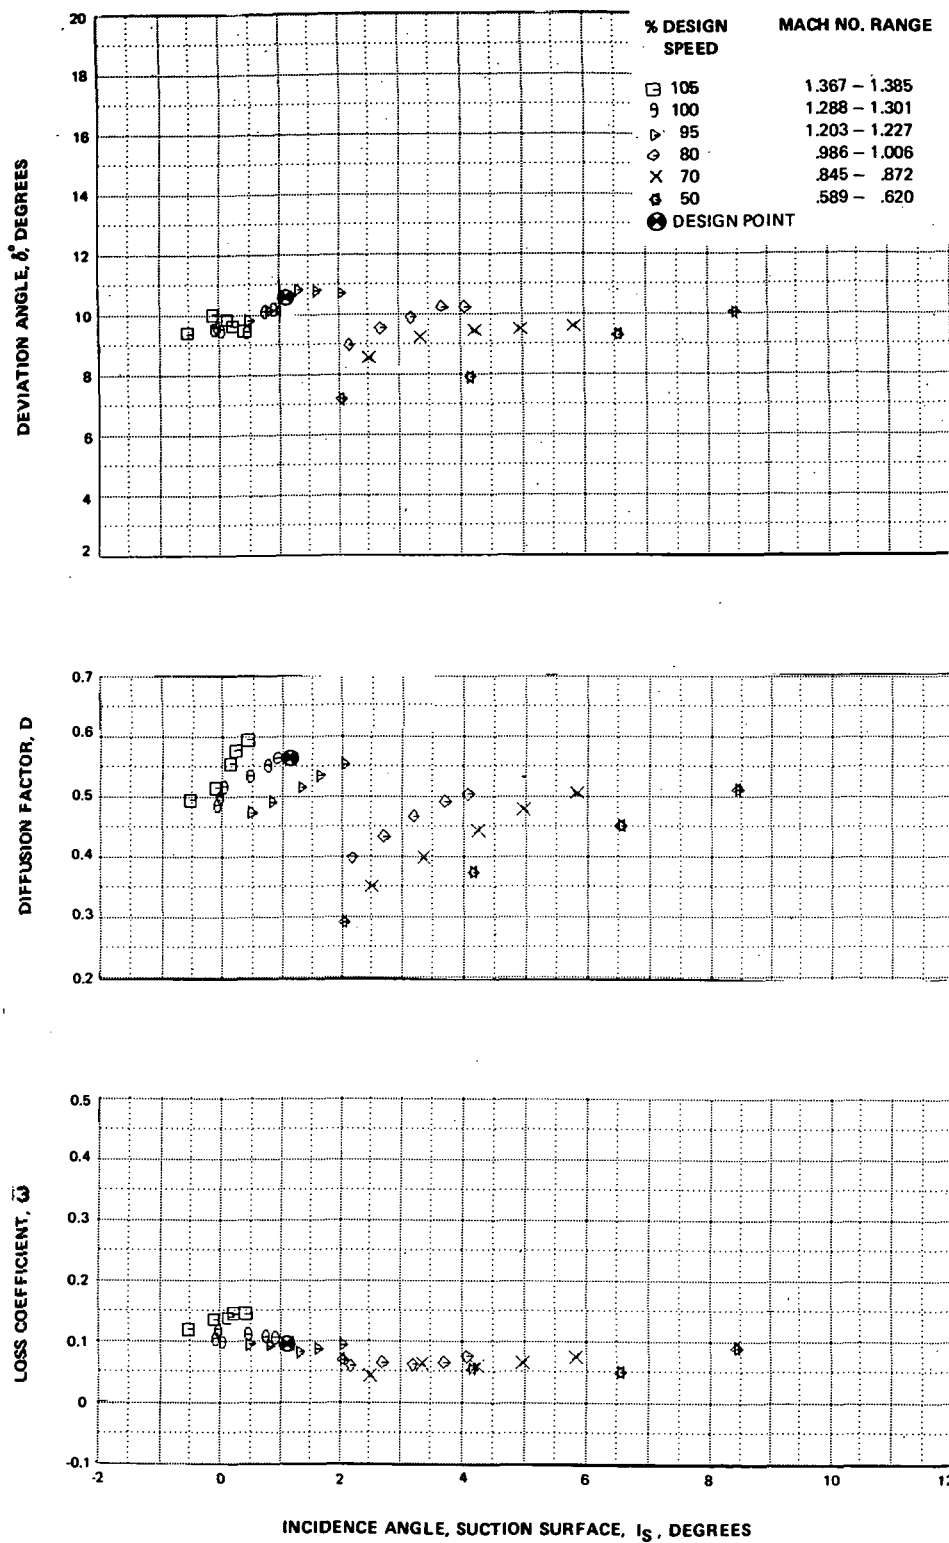 % DESIGN SPEED MACH NO. RANGE
105 1.367 – 1.385
100 1.288 – 1.301
95 1.203 – 1.227
80 .986 – 1.006
70 .845 – .872
50 .589 – .620
DESIGN POINT
DEVIATION ANGLE, δ°, DEGREES
20
18
16
14
12
10
8
6
4
2
DIFFUSION FACTOR, D
0.7
0.6
0.5
0.4
0.3
0.2
LOSS COEFFICIENT, ω̅
0.5
0.4
0.3
0.2
0.1
0
-0.1
-2 0 2 4 6 8 10 12
INCIDENCE ANGLE, SUCTION SURFACE, IS, DEGREES